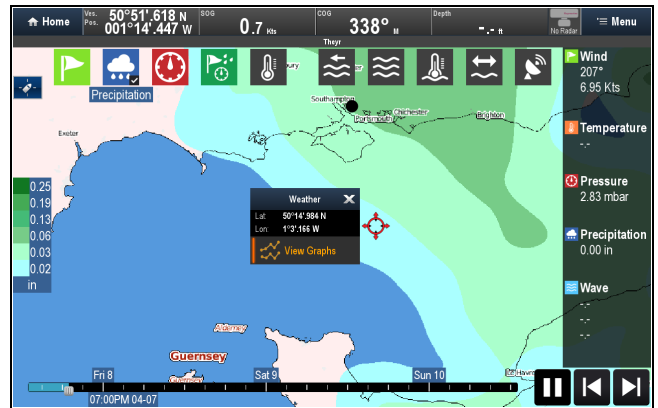 Home
Ves. Pos. 50°51'.618 N
001°14'.447 W
SOG
0.7 Kts
COG
338° M
Depth
-.- ft
No Radar
Menu
Theyr
Precipitation
Southampton
Portsmouth
Chichester
Brighton
Exeter
Wind
207°
6.95 Kts
Temperature
-.-
Pressure
2.83 mbar
Precipitation
0.00 in
Wave
-.-
-.-
-.-
0.25
0.19
0.13
0.06
0.03
0.02
in
Weather X
Lat: 50°14'.984 N
Lon: 1°3'.166 W
View Graphs
Alderney
Guernsey
Guernsey
Fri 8
Sat 9
Sun 10
07:00PM 04-07